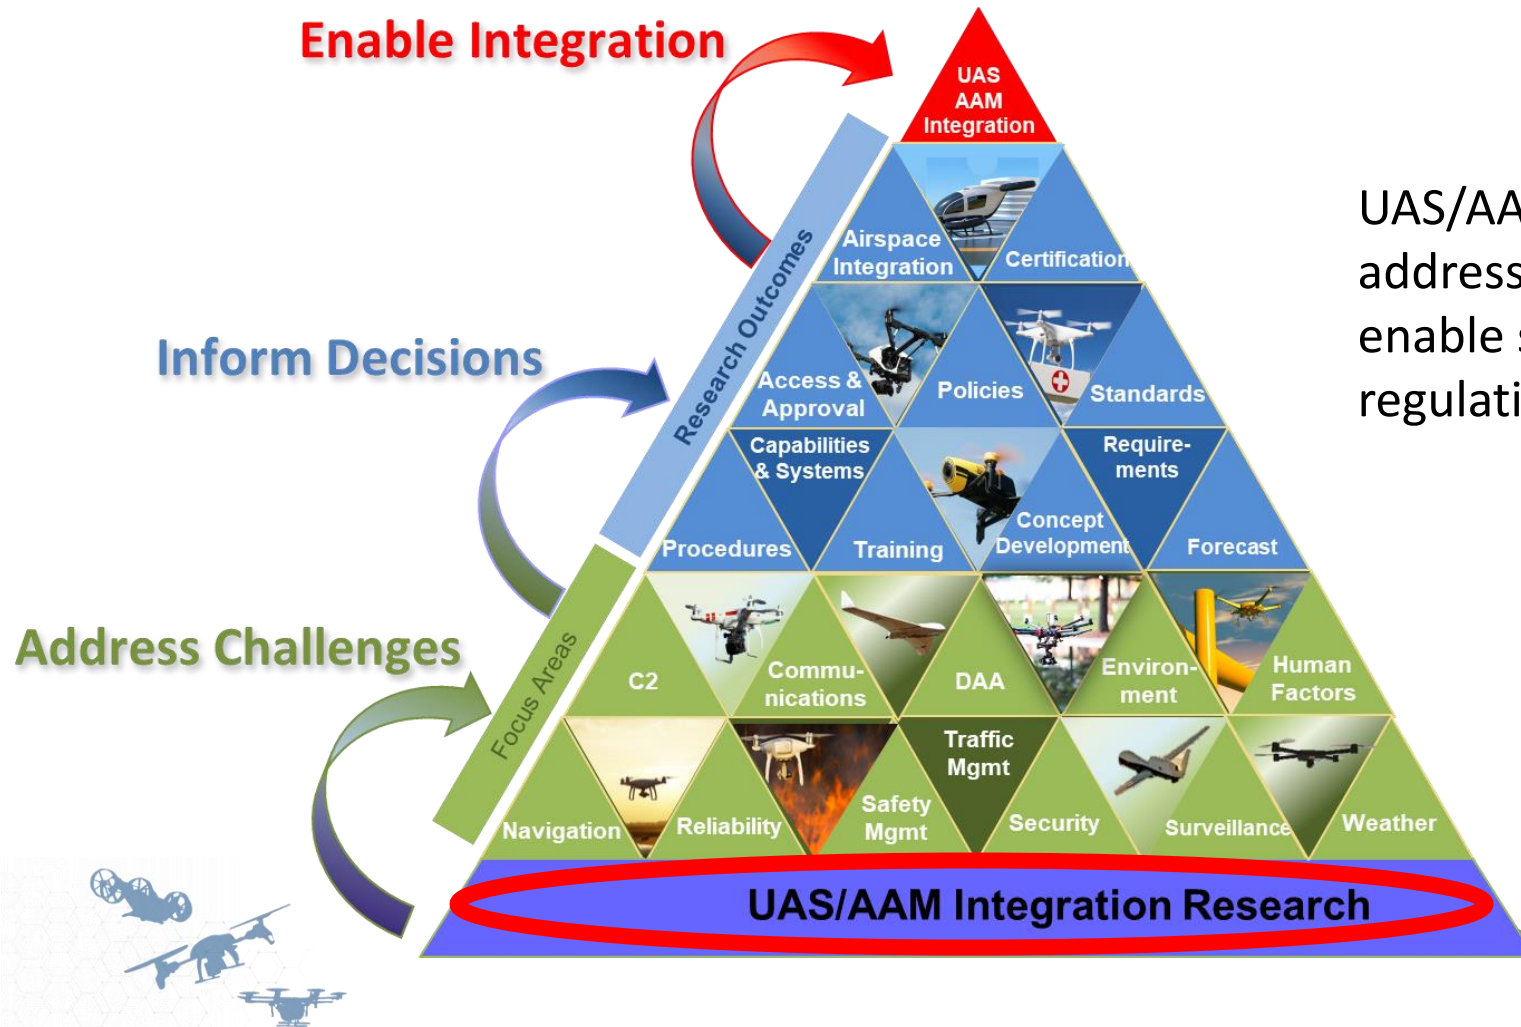 Enable Integration
UAS
AAM
Integration
Airspace
Integration
Certification
Research Outcomes
Inform Decisions
Access &
Approval
Policies
Standards
Capabilities
& Systems
Require-
ments
Procedures
Training
Concept
Development
Forecast
Address Challenges
Focus Areas
C2
Commu-
nications
DAA
Environ-
ment
Human
Factors
Navigation
Reliability
Safety
Mgmt
Traffic
Mgmt
Security
Surveillance
Weather
UAS/AAM Integration Research
UAS/AA
address
enable s
regulati